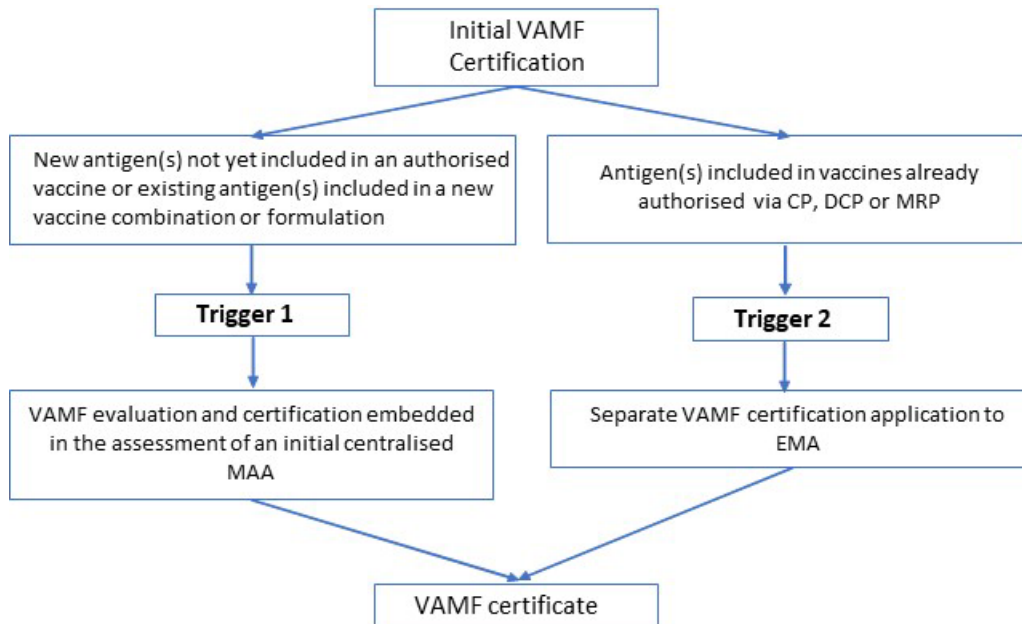 Initial VAMF
Certification
New antigen(s) not yet included in an authorised
vaccine or existing antigen(s) included in a new
vaccine combination or formulation
Antigen(s) included in vaccines already
authorised via CP, DCP or MRP
Trigger 1
Trigger 2
VAMF evaluation and certification embedded
in the assessment of an initial centralised
MAA
Separate VAMF certification application to
EMA
VAMF certificate